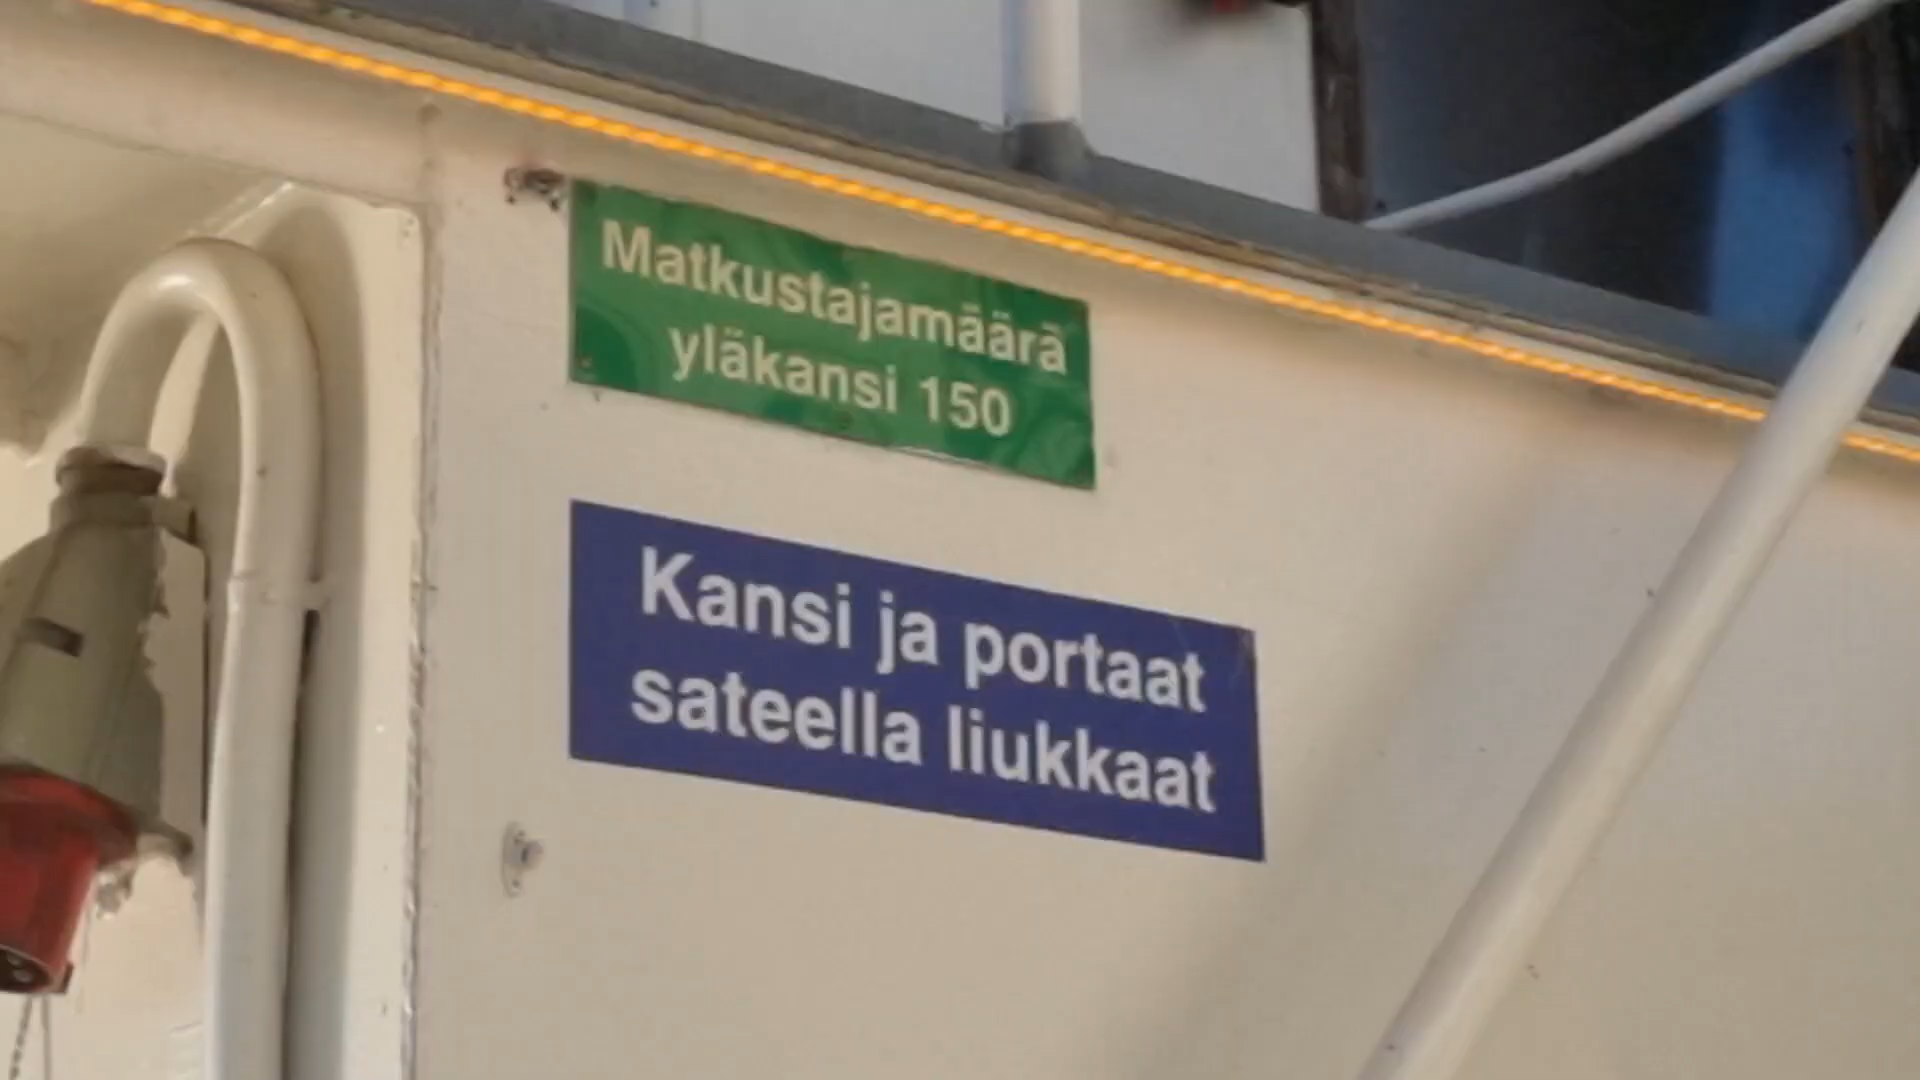 Matkustajamäärä
yläkansi 150
Kansi ja portaat
sateella liukkaat